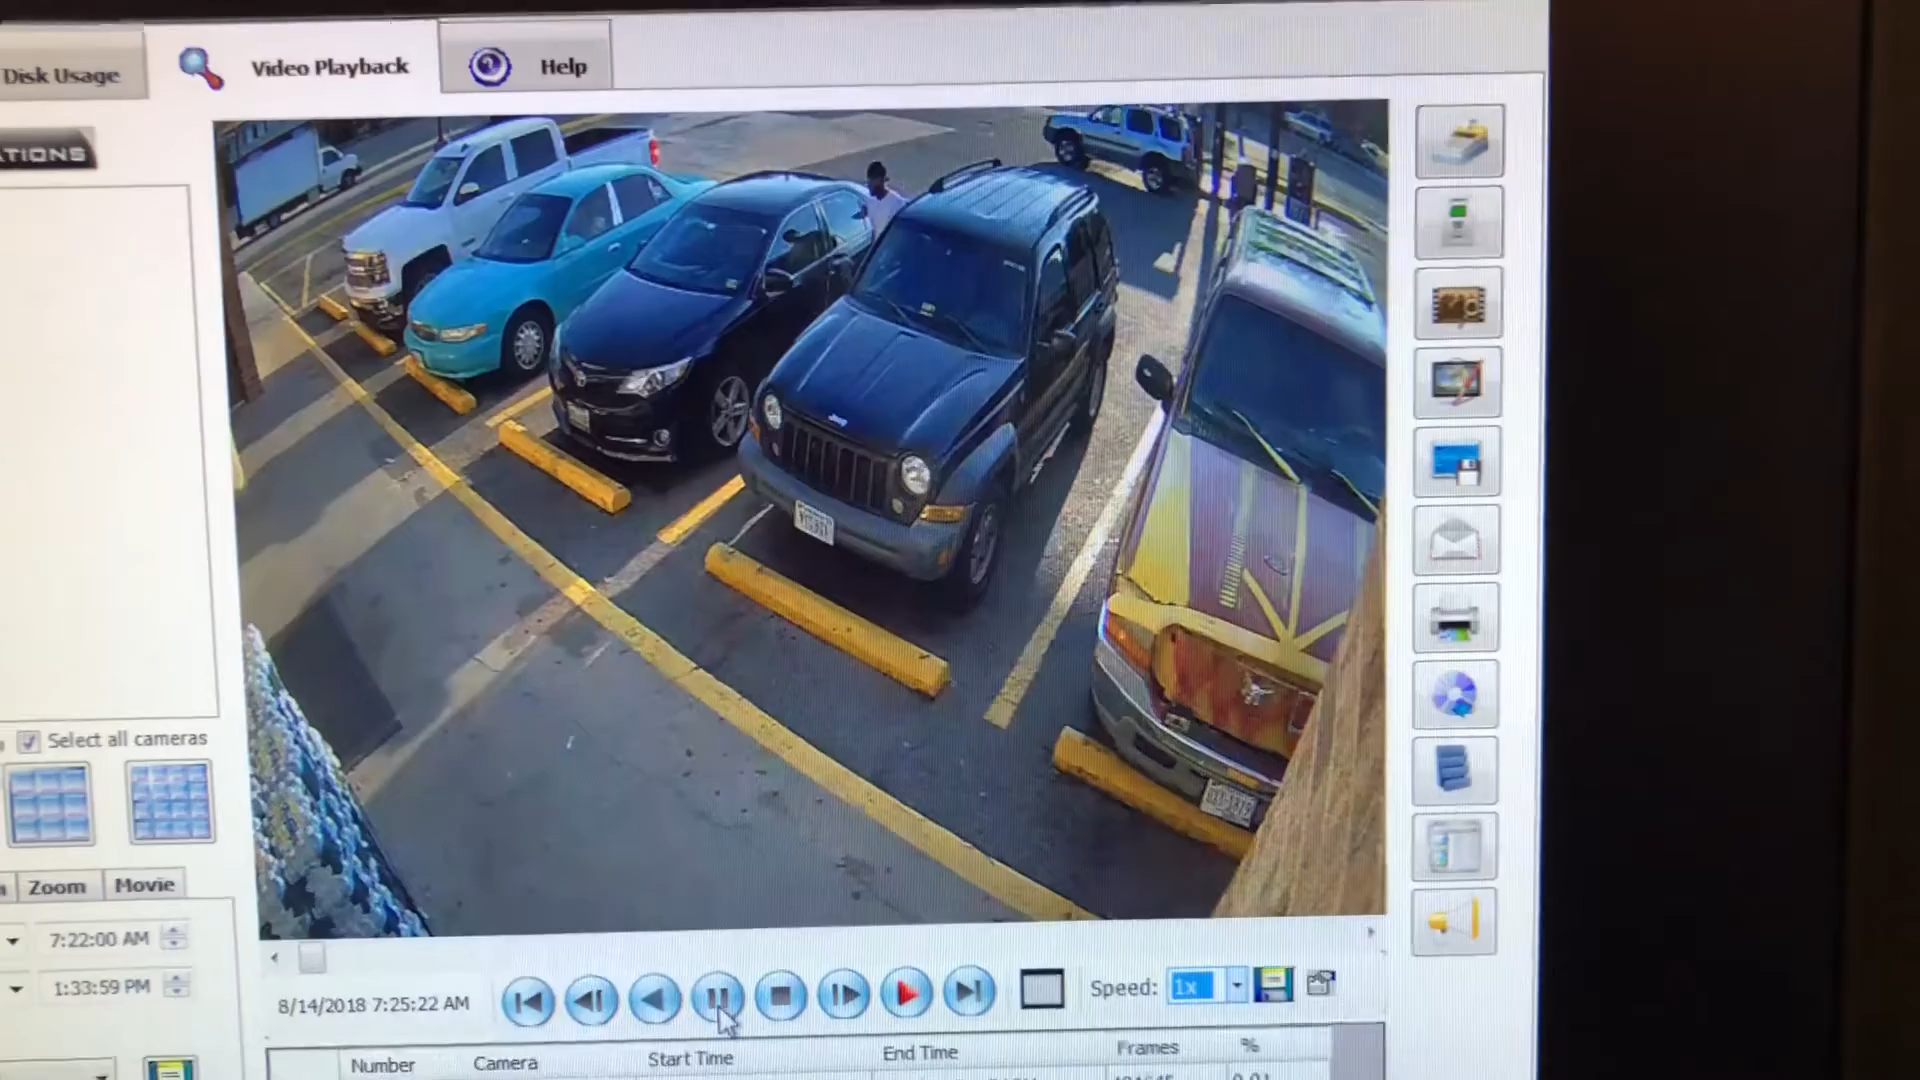 Disk Usage
Video Playback
Help
ATIONS
Select all cameras
Zoom
Movie
7:22:00 AM
1:33:59 PM
8/14/2018 7:25:22 AM
Speed:
1x
Number
Camera
Start Time
End Time
Frames
%
Jeep